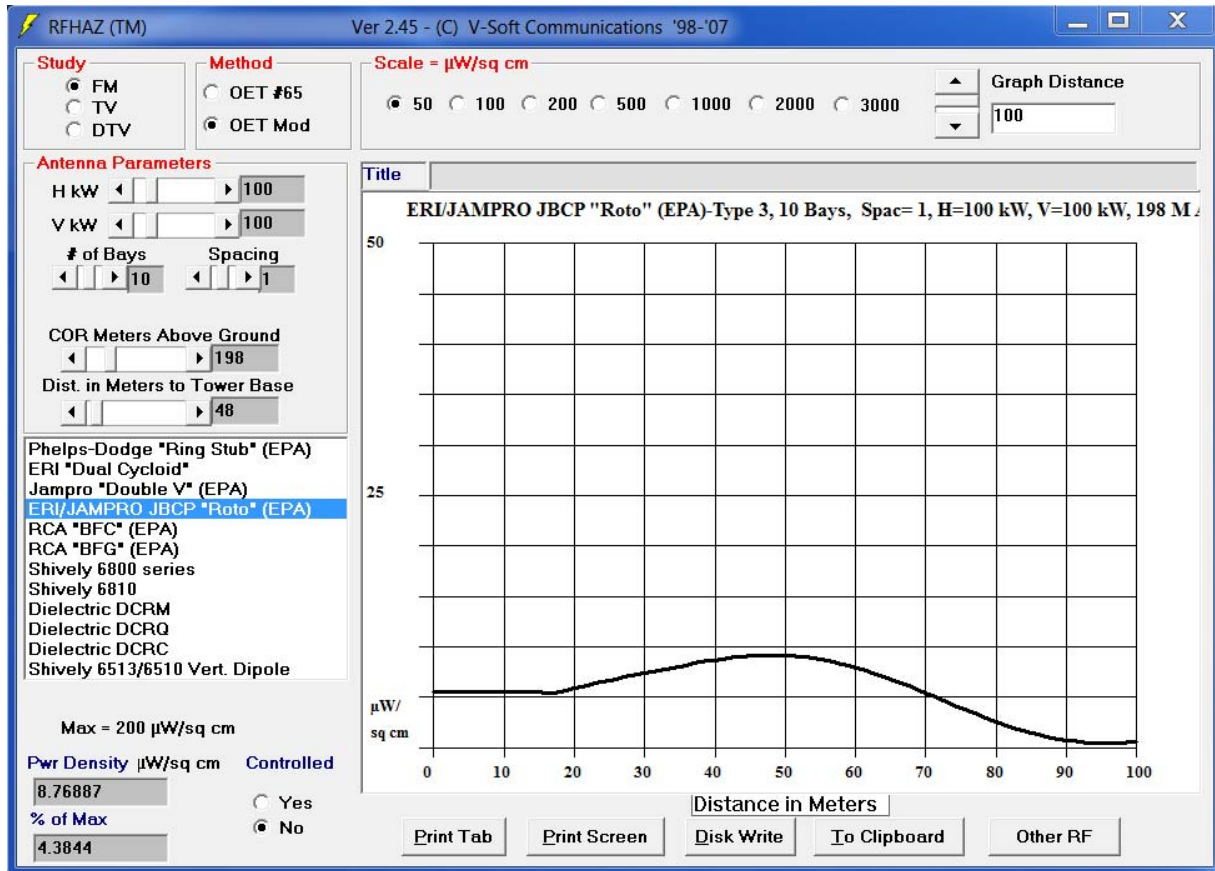 RFHAZ (TM) Ver 2.45 - (C) V-Soft Communications '98-'07
Study
FM
TV
DTV
Method
OET #65
OET Mod
Scale = µW/sq cm
50 100 200 500 1000 2000 3000
Graph Distance
100
Antenna Parameters
H kW 100
V kW 100
# of Bays Spacing
10 1
COR Meters Above Ground
198
Dist. in Meters to Tower Base
48
Phelps-Dodge "Ring Stub" (EPA)
ERI "Dual Cycloid"
Jampro "Double V" (EPA)
ERI/JAMPRO JBCP "Roto" (EPA)
RCA "BFC" (EPA)
RCA "BFG" (EPA)
Shively 6800 series
Shively 6810
Dielectric DCRM
Dielectric DCRQ
Dielectric DCRC
Shively 6513/6510 Vert. Dipole
Max = 200 µW/sq cm
Pwr Density µW/sq cm
8.76887
% of Max
4.3844
Controlled
Yes
No
Title
ERI/JAMPRO JBCP "Roto" (EPA)-Type 3, 10 Bays, Spac= 1, H=100 kW, V=100 kW, 198 M
50
25
µW/
sq cm
0 10 20 30 40 50 60 70 80 90 100
Distance in Meters
Print Tab Print Screen Disk Write To Clipboard Other RF